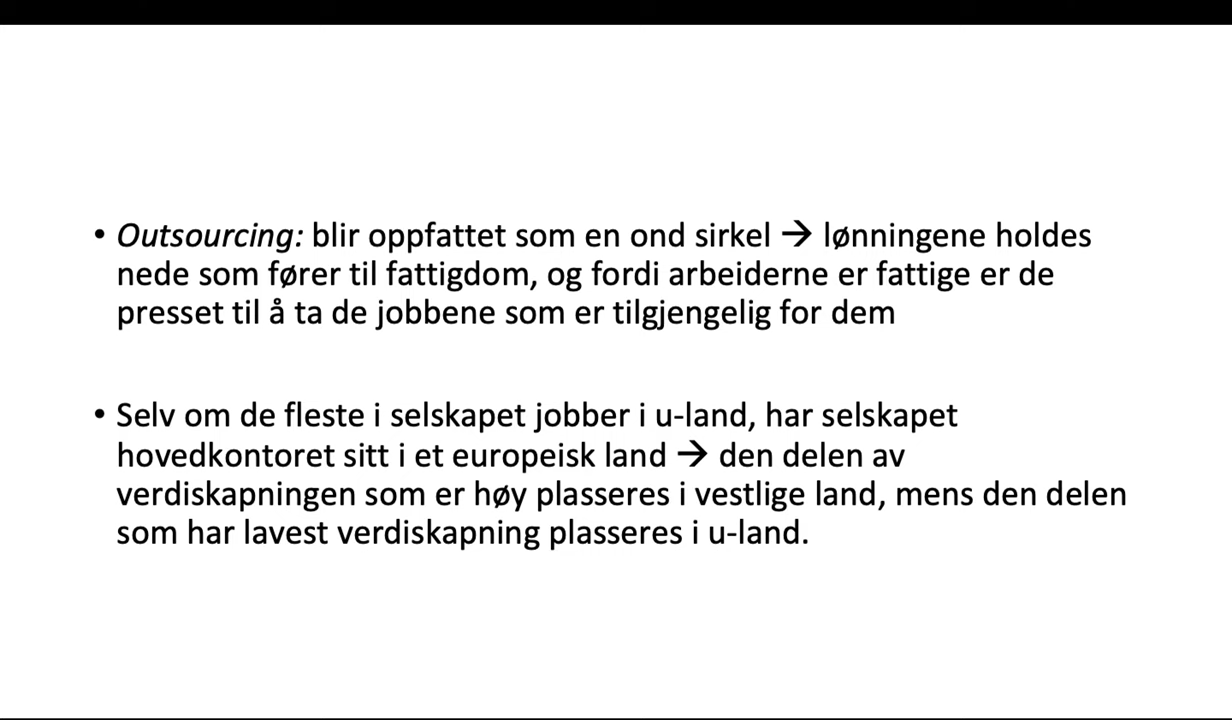 • Outsourcing: blir oppfattet som en ond sirkel → lønningene holdes
nede som fører til fattigdom, og fordi arbeiderne er fattige er de
presset til å ta de jobbene som er tilgjengelig for dem
• Selv om de fleste i selskapet jobber i u-land, har selskapet
hovedkontoret sitt i et europeisk land → den delen av
verdiskapningen som er høy plasseres i vestlige land, mens den delen
som har lavest verdiskapning plasseres i u-land.